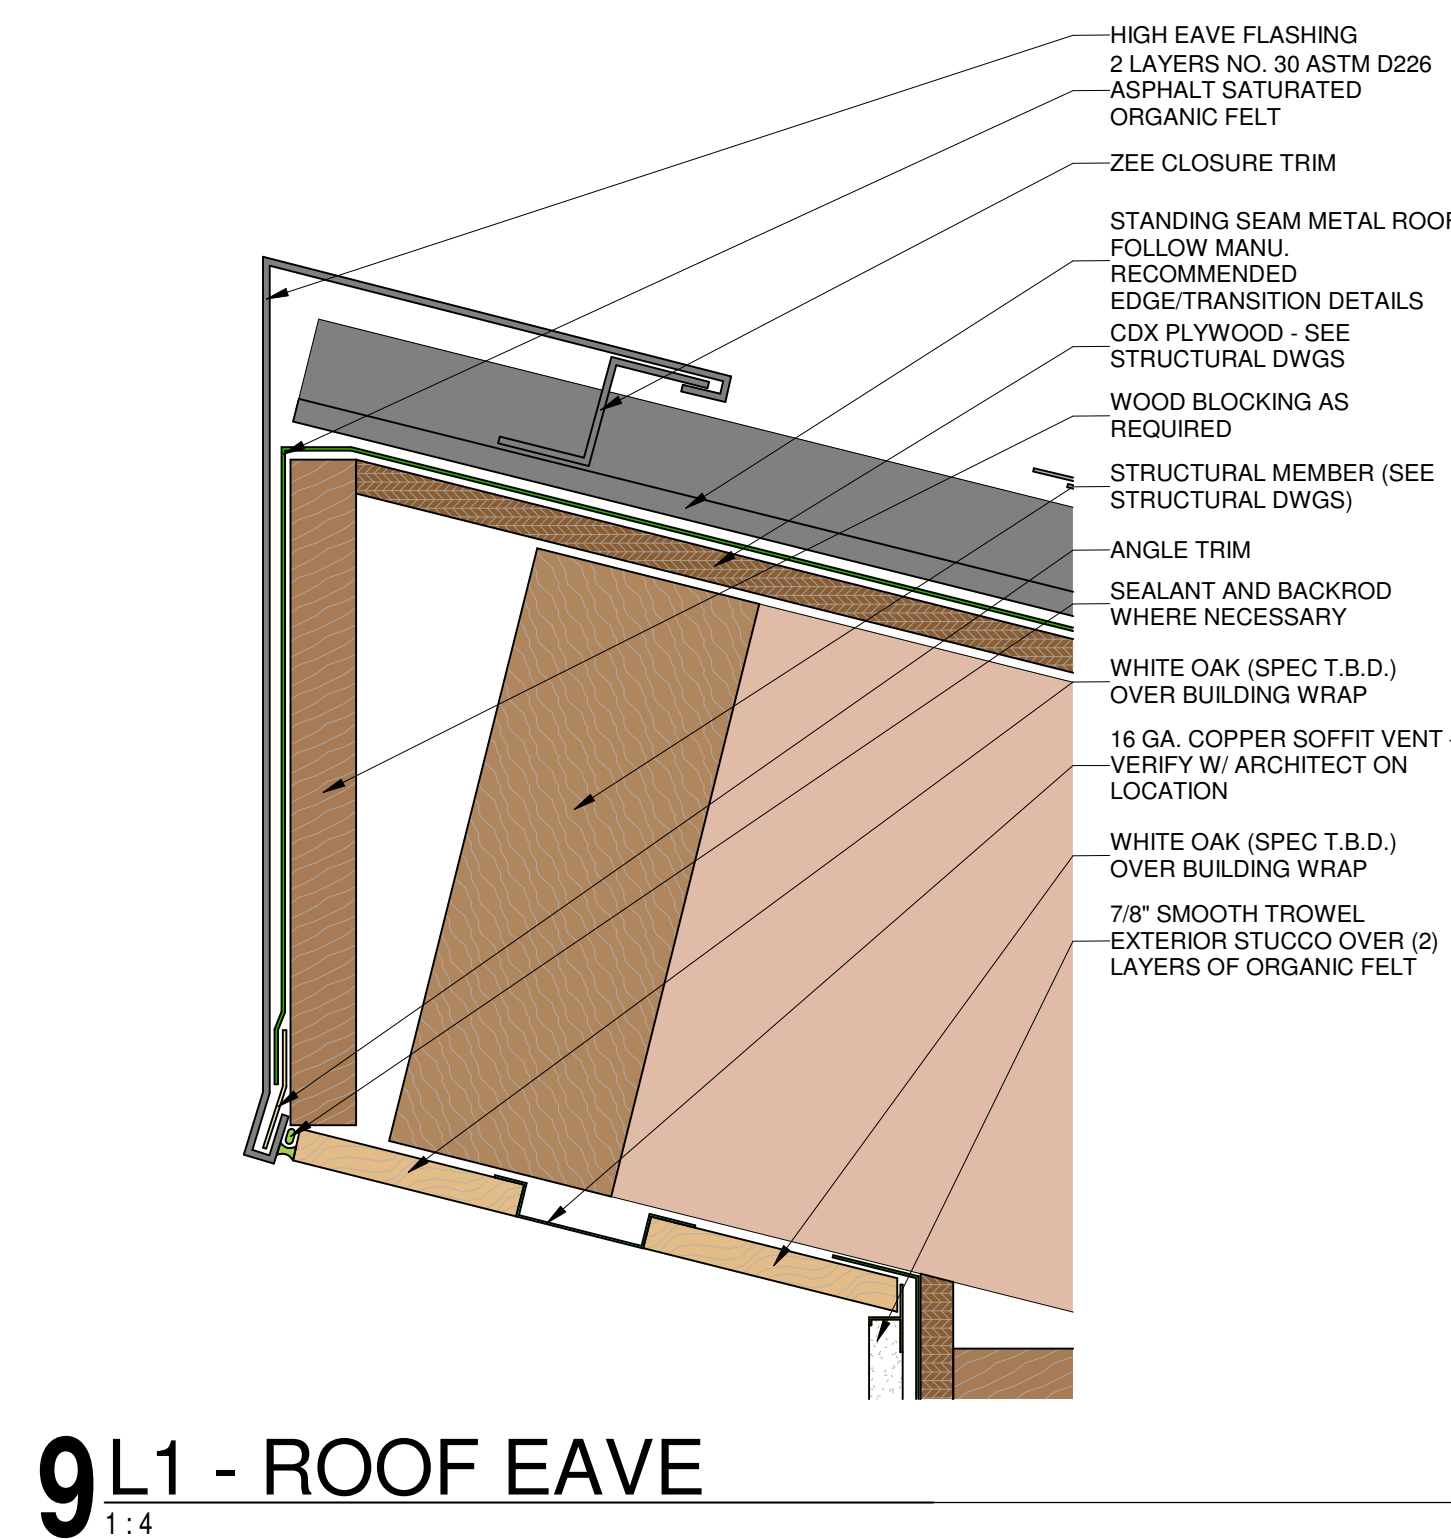 HIGH EAVE FLASHING
2 LAYERS NO. 30 ASTM D226
ASPHALT SATURATED
ORGANIC FELT
ZEE CLOSURE TRIM
STANDING SEAM METAL ROOF
FOLLOW MANU.
RECOMMENDED
EDGE/TRANSITION DETAILS
CDX PLYWOOD - SEE
STRUCTURAL DWGS
WOOD BLOCKING AS
REQUIRED
STRUCTURAL MEMBER (SEE
STRUCTURAL DWGS)
ANGLE TRIM
SEALANT AND BACKROD
WHERE NECESSARY
WHITE OAK (SPEC T.B.D.)
OVER BUILDING WRAP
16 GA. COPPER SOFFIT VENT -
VERIFY W/ ARCHITECT ON
LOCATION
WHITE OAK (SPEC T.B.D.)
OVER BUILDING WRAP
7/8" SMOOTH TROWEL
EXTERIOR STUCCO OVER (2)
LAYERS OF ORGANIC FELT
9 L1 - ROOF EAVE
1 : 4